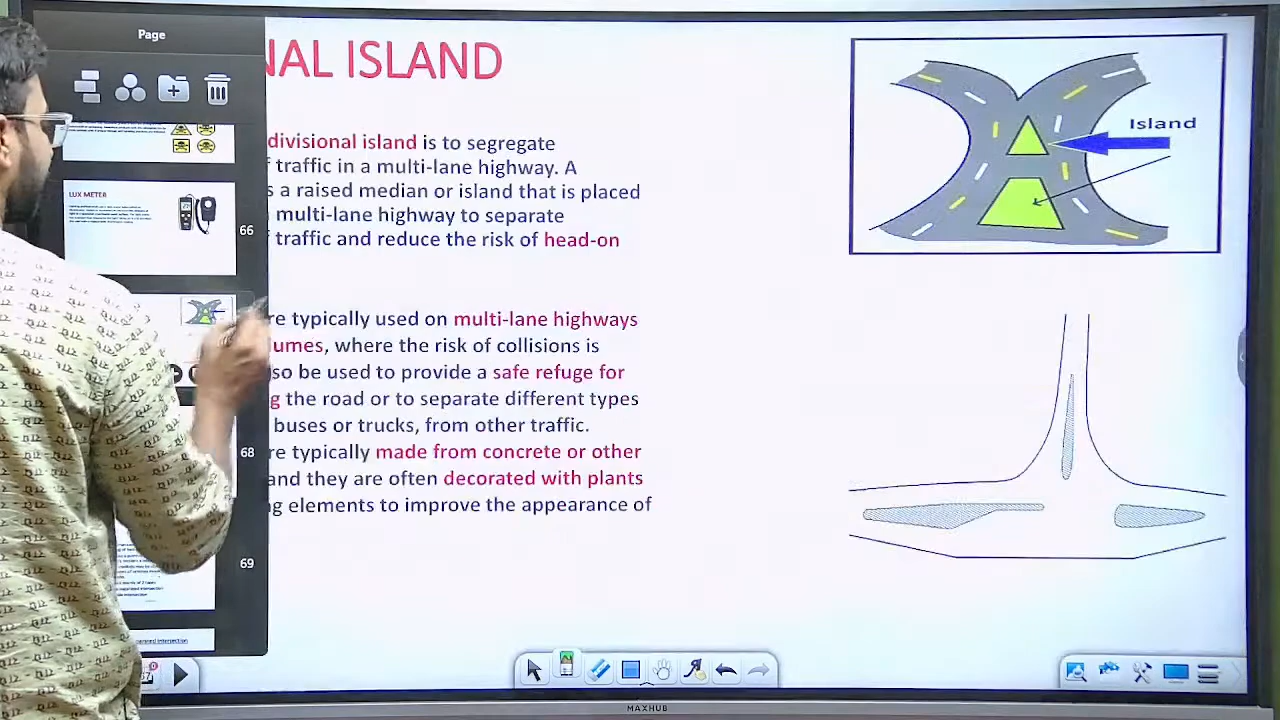 Page
NAL ISLAND
divisional island is to segregate
f traffic in a multi-lane highway. A
s a raised median or island that is placed
multi-lane highway to separate
f traffic and reduce the risk of head-on
re typically used on multi-lane highways
umes, where the risk of collisions is
so be used to provide a safe refuge for
g the road or to separate different types
buses or trucks, from other traffic.
re typically made from concrete or other
and they are often decorated with plants
ng elements to improve the appearance of
Island
LUX METER
66
68
69
MAXHUB